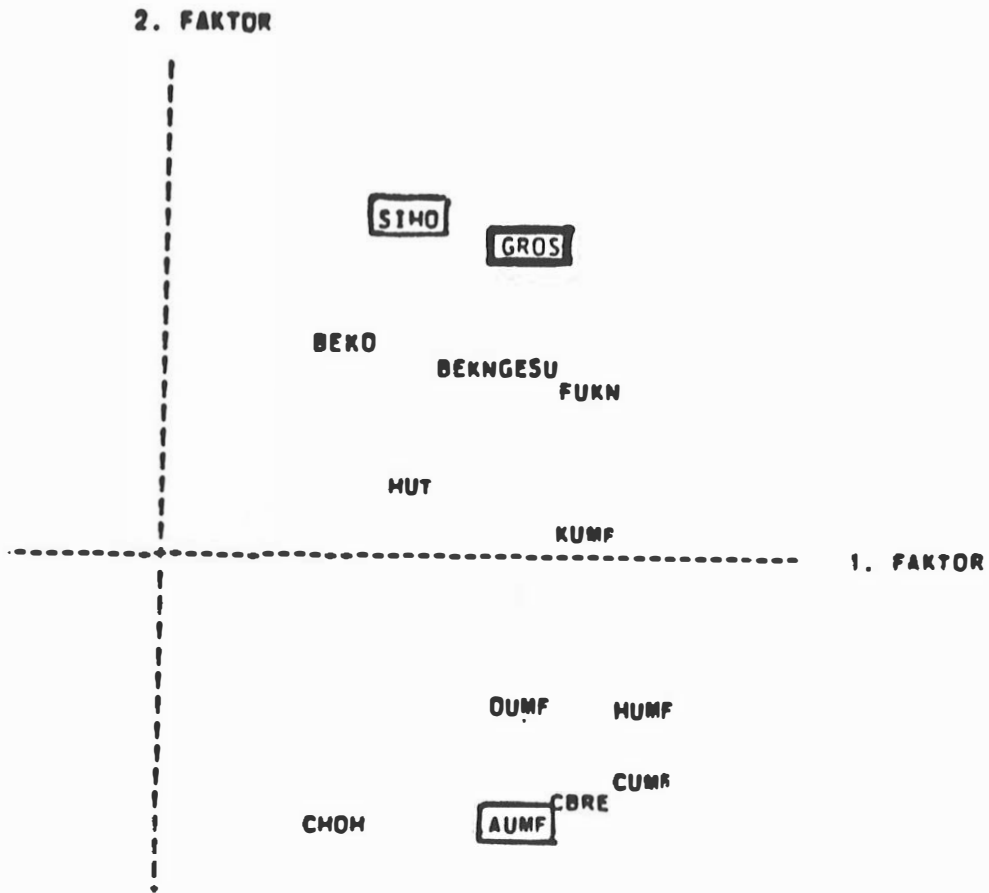 2. FAKTOR
SIHO
GROS
BEKO
BEKNGESU
FUKN
HUT
KUMF
1. FAKTOR
OUMF
HUMF
CUMF
CBRE
CHOH
AUMF